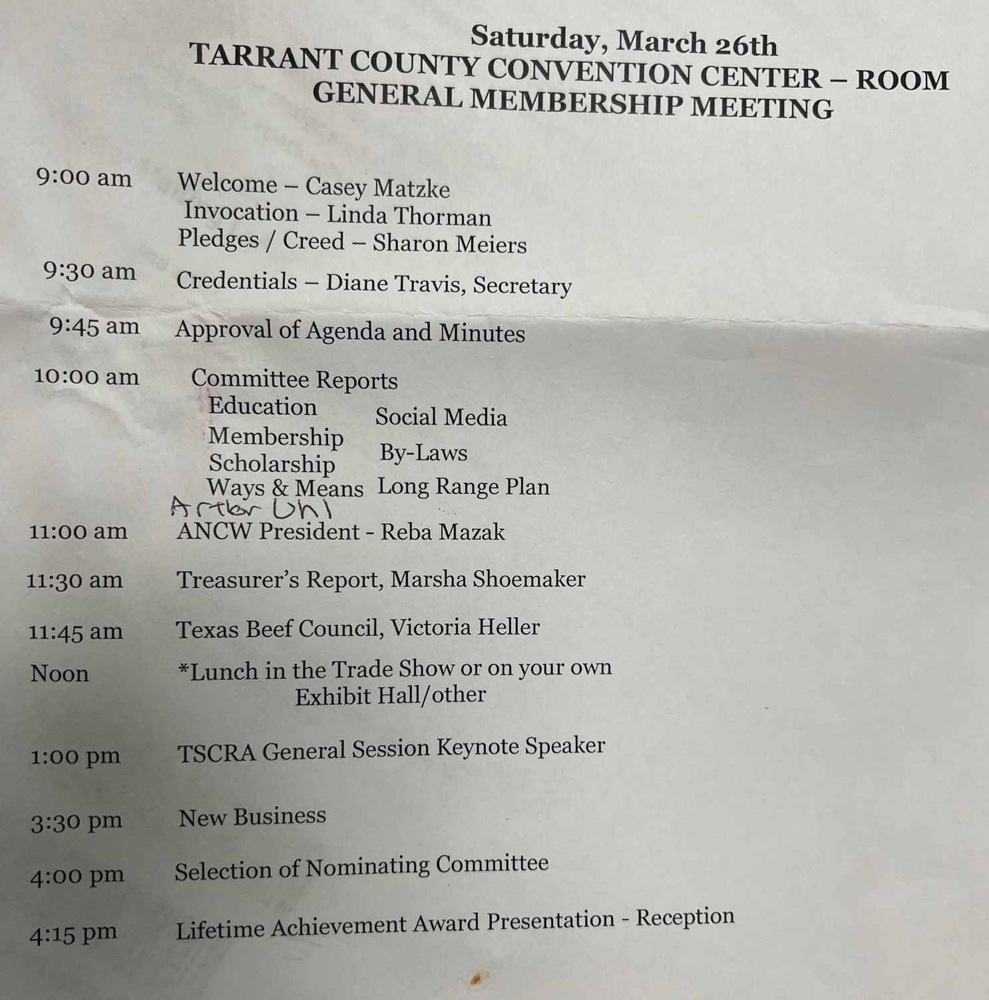 Saturday, March 26th
TARRANT COUNTY CONVENTION CENTER – ROOM
GENERAL MEMBERSHIP MEETING
9:00 am Welcome – Casey Matzke
Invocation – Linda Thorman
Pledges / Creed – Sharon Meiers
9:30 am Credentials – Diane Travis, Secretary
9:45 am Approval of Agenda and Minutes
10:00 am Committee Reports
Education Social Media
Membership By-Laws
Scholarship
Ways & Means Long Range Plan
Uhl
11:00 am ANCW President - Reba Mazak
11:30 am Treasurer's Report, Marsha Shoemaker
11:45 am Texas Beef Council, Victoria Heller
Noon *Lunch in the Trade Show or on your own
Exhibit Hall/other
1:00 pm TSCRA General Session Keynote Speaker
3:30 pm New Business
4:00 pm Selection of Nominating Committee
4:15 pm Lifetime Achievement Award Presentation - Reception